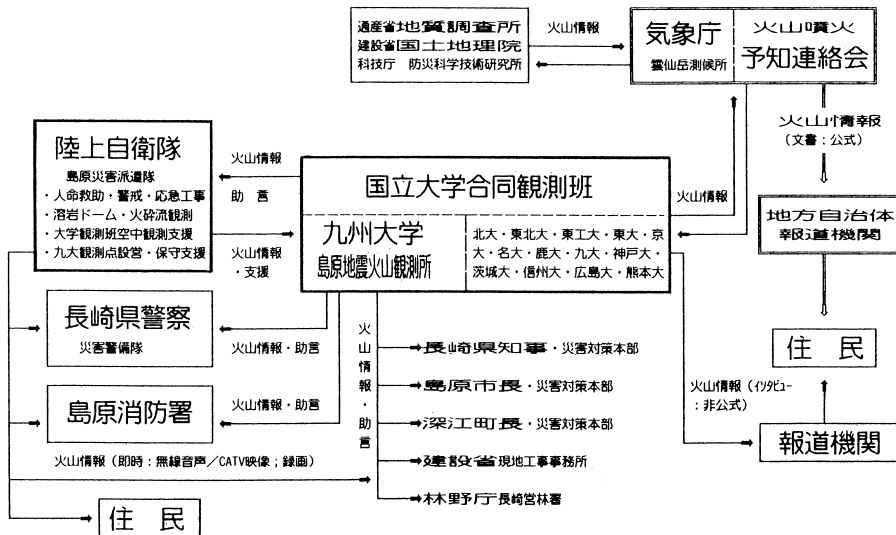 通産省地質調査所
建設省国土地理院
科技庁 防災科学技術研究所
火山情報
気象庁
雲仙岳測候所
火山噴火
予知連絡会
火山情報
(文書:公式)
地方自治体
報道機関
住民
陸上自衛隊
島原災害派遣隊
・人命救助・警戒・応急工事
・溶岩ドーム・火砕流観測
・大学観測班空中観測支援
・九大観測点設営・保守支援
火山情報
助言
火山情報
・支援
国立大学合同観測班
九州大学
島原地震火山観測所
北大・東北大・東工大・東大・京
大・名大・鹿大・九大・神戸大・
茨城大・信州大・広島大・熊本大
火山情報
長崎県警察
災害警備隊
火山情報・助言
島原消防署
火山情報・助言
火山情報(即時:無線音声/CATV映像;録画)
住民
火山情報・助言
長崎県知事・災害対策本部
島原市長・災害対策本部
深江町長・災害対策本部
建設省現地工事事務所
林野庁長崎営林署
火山情報(インタビュー
:非公式)
報道機関